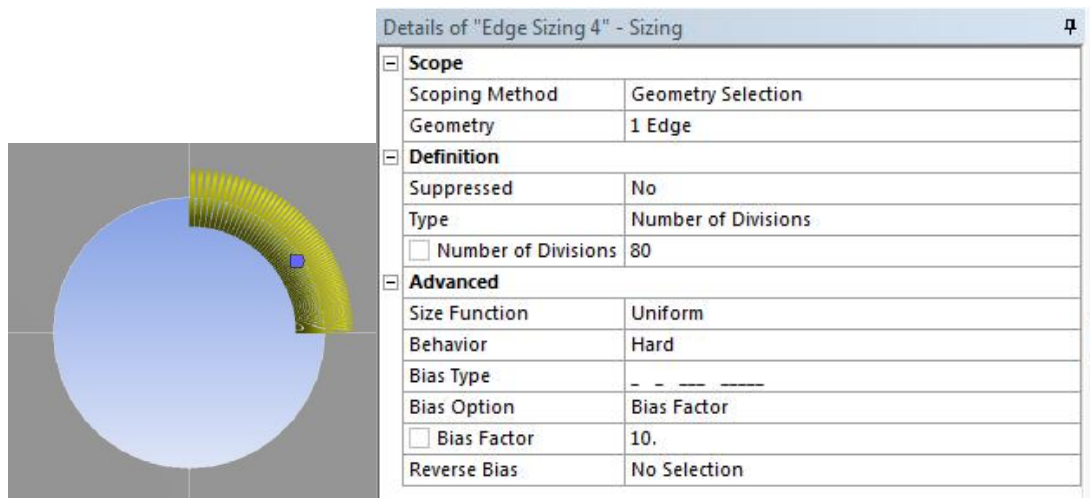 Details of "Edge Sizing 4" - Sizing
Scope
Scoping Method Geometry Selection
Geometry 1 Edge
Definition
Suppressed No
Type Number of Divisions
Number of Divisions 80
Advanced
Size Function Uniform
Behavior Hard
Bias Type _ _ __ ___
Bias Option Bias Factor
Bias Factor 10.
Reverse Bias No Selection